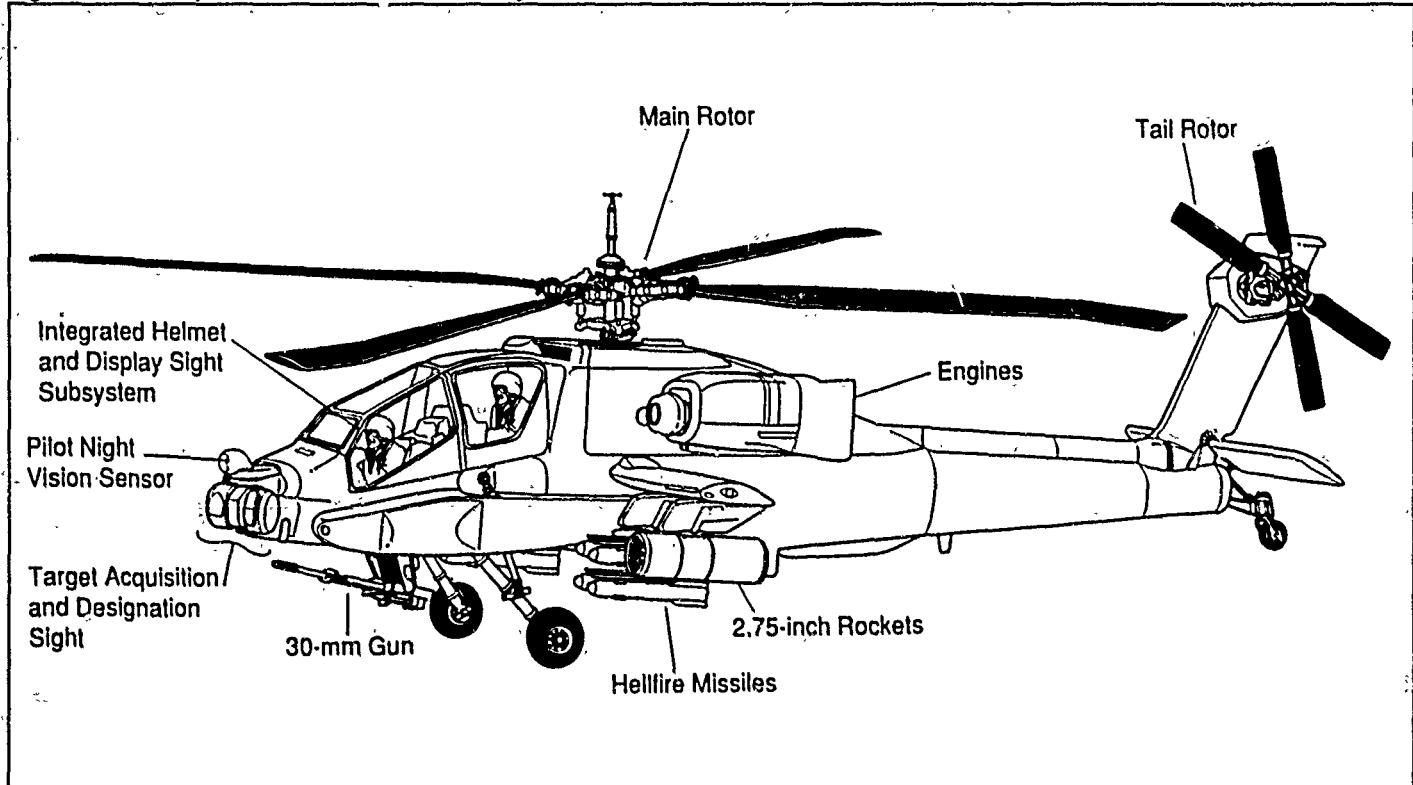 Main Rotor
Tail Rotor
Integrated Helmet
and Display Sight
Subsystem
Engines
Pilot Night
Vision Sensor
Target Acquisition
and Designation
Sight
30-mm Gun
2.75-inch Rockets
Hellfire Missiles